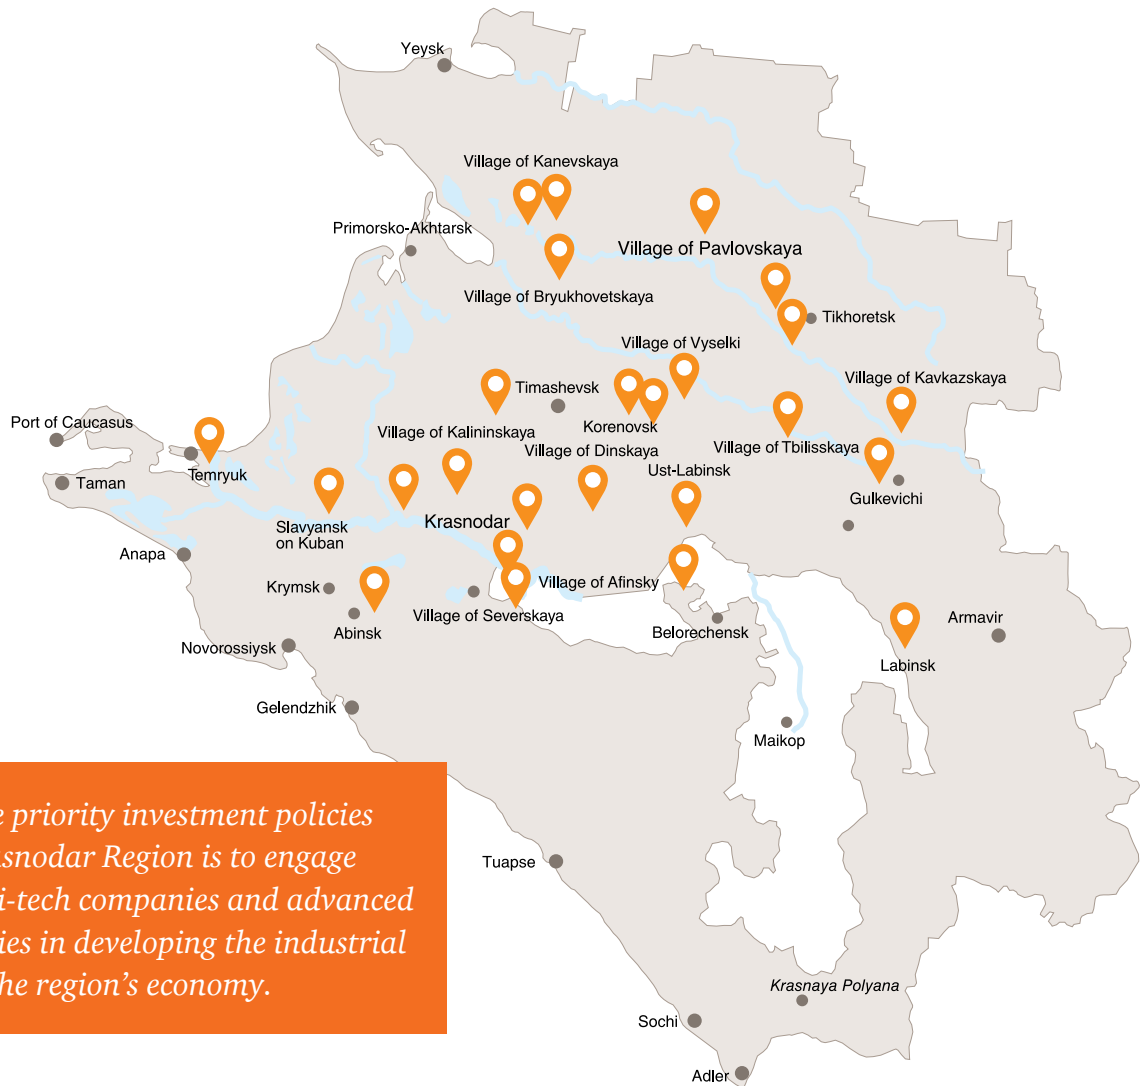 Yeysk
Village of Kanevskaya
Primorsko-Akhtarsk
Village of Pavlovskaya
Village of Bryukhovetskaya
Tikhoretsk
Village of Vyselki
Village of Kavkazskaya
Timashevsk
Port of Caucasus
Korenovsk
Village of Kalininskaya
Village of Tbilisskaya
Village of Dinskaya
Temryuk
Ust-Labinsk
Taman
Gulkevichi
Slavyansk
on Kuban
Krasnodar
Anapa
Krymsk
Village of Afinsky
Village of Severskaya
Abinsk
Belorechensk
Armavir
Novorossiysk
Labinsk
Gelendzhik
Maikop
priority investment policies
snodar Region is to engage
i-tech companies and advanced
ies in developing the industrial
he region’s economy.
Tuapse
Krasnaya Polyana
Sochi
Adler